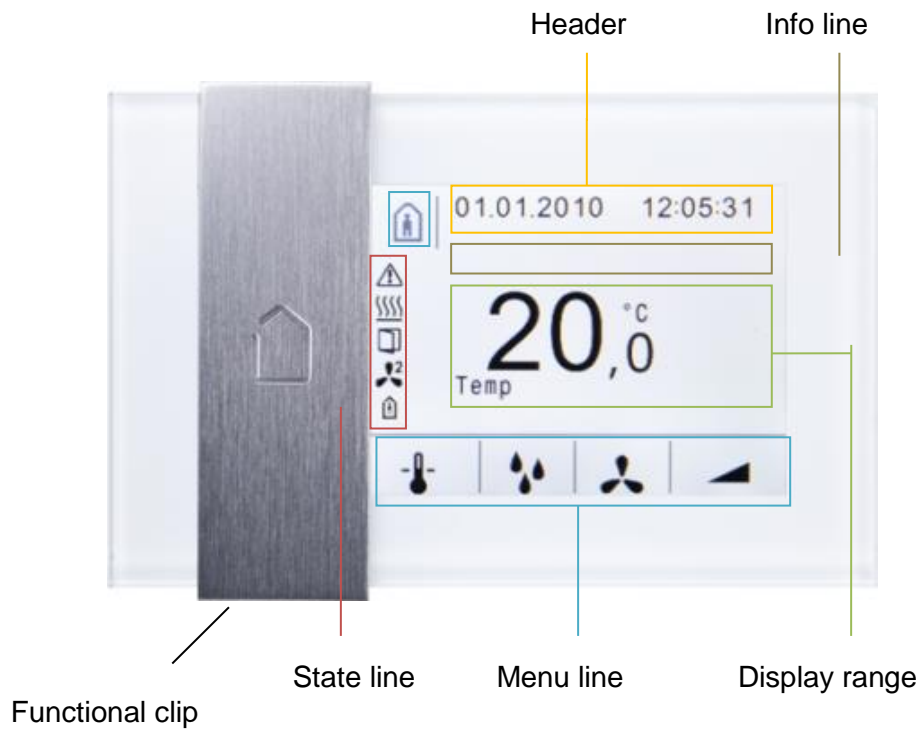 Header
Info line
01.01.2010 12:05:31
20,0 °C
Temp
2
State line
Menu line
Display range
Functional clip